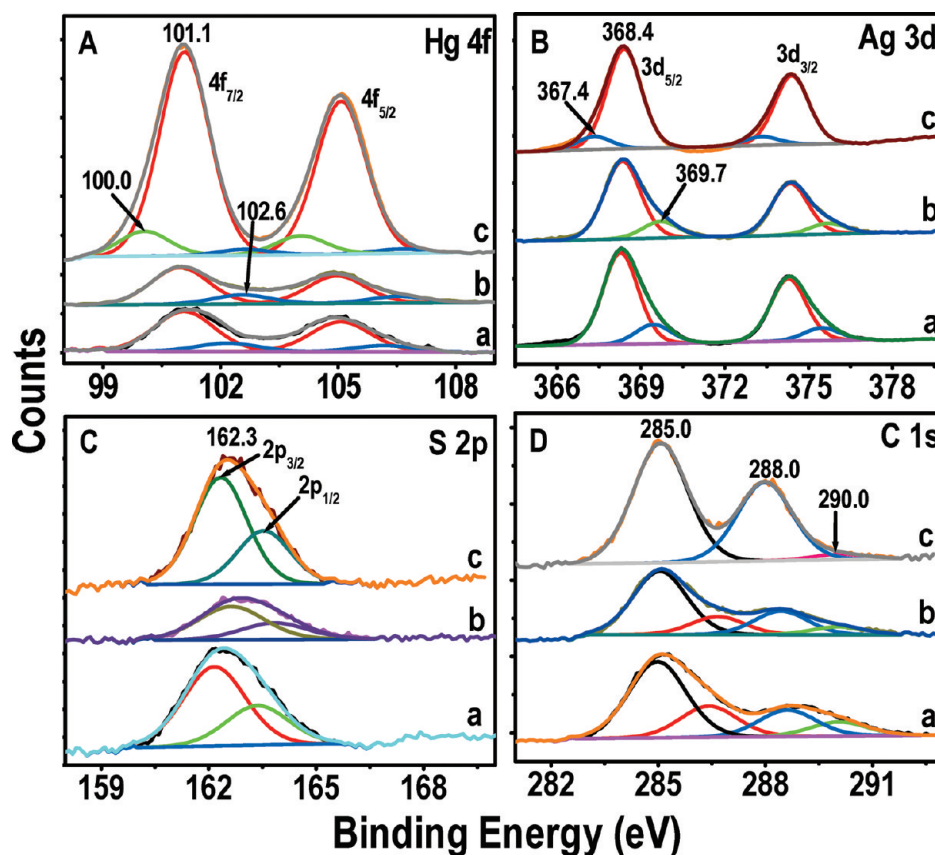 A
101.1
Hg 4f
4f7/2
4f5/2
100.0
102.6
c
b
a
99 102 105 108
B
368.4
Ag 3d
3d5/2
3d3/2
367.4
c
369.7
b
a
366 369 372 375 378
Counts
C
162.3
S 2p
2p3/2
2p1/2
c
b
a
159 162 165 168
D
285.0
C 1s
288.0
290.0
c
b
a
282 285 288 291
Binding Energy (eV)